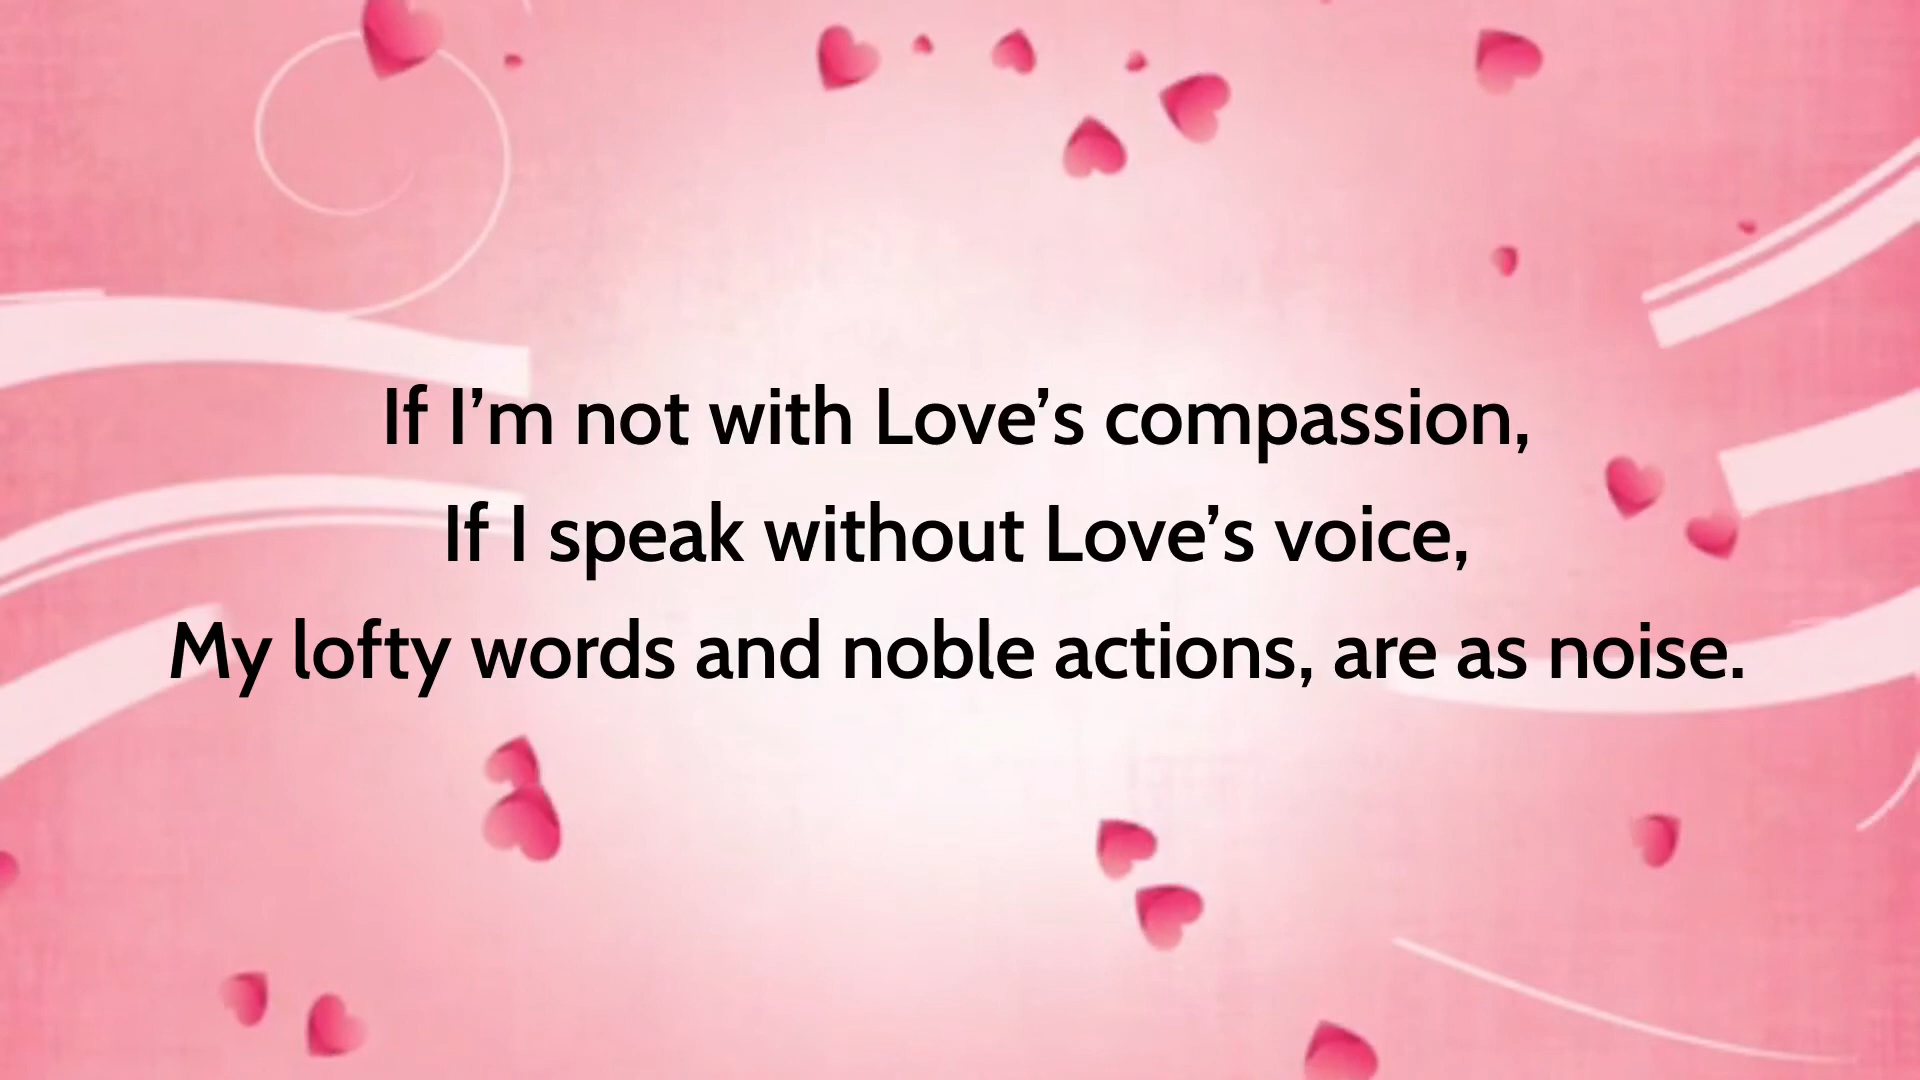 If I’m not with Love’s compassion,
If I speak without Love’s voice,
My lofty words and noble actions, are as noise.